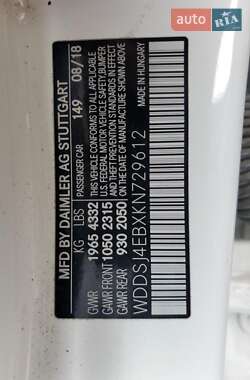 RIA.com
MFD BY DAIMLER AG STUTTGART
KG LBS PASSENGER CAR 149 08/18
GVWR 1965 4332 THIS VEHICLE CONFORMS TO ALL APPLICABLE
GAWR FRONT 1050 2315 U.S. FEDERAL MOTOR VEHICLE SAFETY, BUMPER
GAWR REAR 930 2050 AND THEFT PREVENTION STANDARDS IN EFFECT
ON THE DATE OF MANUFACTURE SHOWN ABOVE
WDDSJ4EBXKN729612
MADE IN HUNGARY